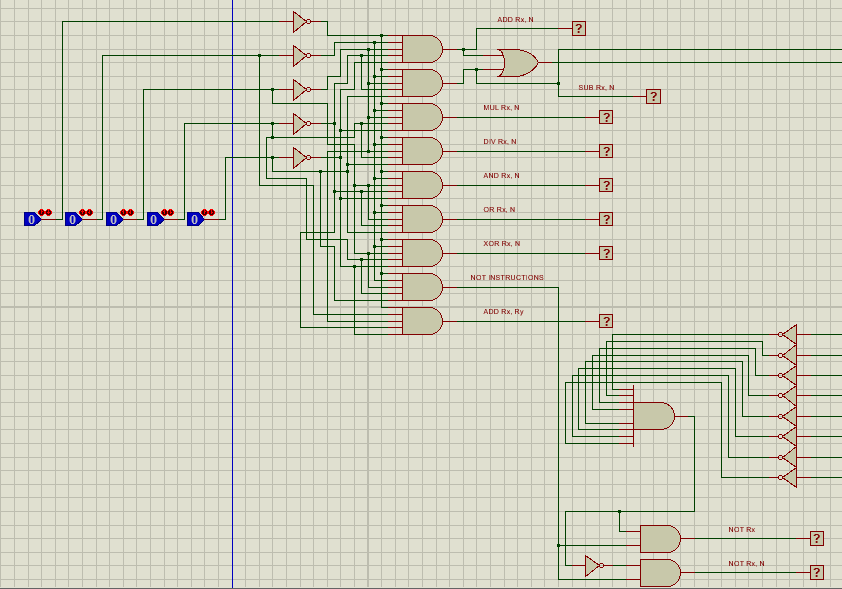 ADD Rx, N
?
SUB Rx, N
?
MUL Rx, N
?
DIV Rx, N
?
AND Rx, N
?
OR Rx, N
?
0 0 0 0 0
XOR Rx, N
?
NOT INSTRUCTIONS
ADD Rx, Ry
?
NOT Rx
?
NOT Rx, N
?